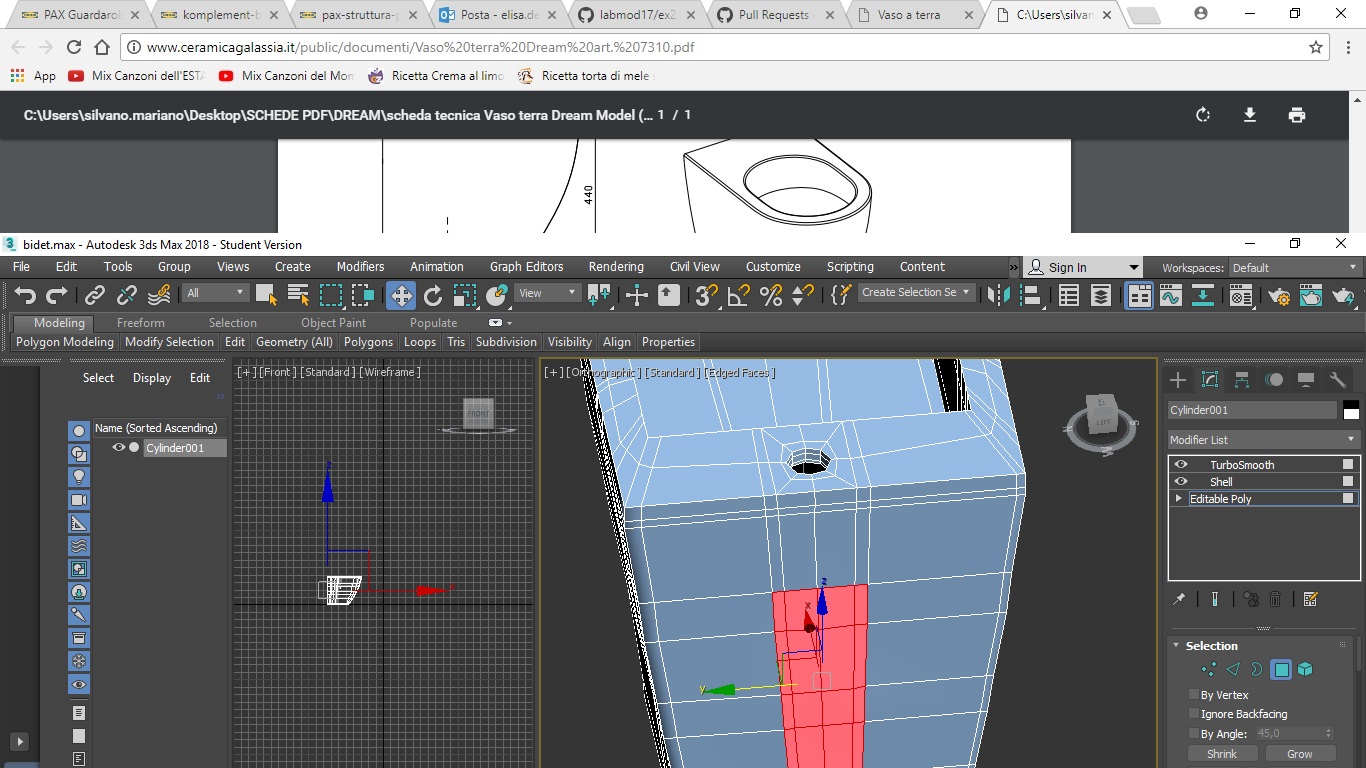 PAX Guardarob
komplement-b
pax-struttura-p
Posta - elisa.de
labmod17/ex2
Pull Requests -
Vaso a terra
C:\Users\silvan
www.ceramicagalassia.it/public/documenti/Vaso%20terra%20Dream%20art.%207310.pdf
App
Mix Canzoni dell'ESTA
Mix Canzoni del Mon
Ricetta Crema al limo
Ricetta torta di mele
C:\Users\silvano.mariano\Desktop\SCHEDE PDF\DREAM\scheda tecnica Vaso terra Dream Model (... 1 / 1
440
bidet.max - Autodesk 3ds Max 2018 - Student Version
File Edit Tools Group Views Create Modifiers Animation Graph Editors Rendering Civil View Customize Scripting Content » Sign In Workspaces: Default
All View Create Selection Se
Modeling Freeform Selection Object Paint Populate
Polygon Modeling Modify Selection Edit Geometry (All) Polygons Loops Tris Subdivision Visibility Align Properties
Select Display Edit
»
Name (Sorted Ascending)
Cylinder001
[+] [Front ] [Standard ] [Wireframe ]
FRONT
z
x
[+] [Orthographic ] [Standard ] [Edged Faces ]
LEFT
N
S
z
x
y
Cylinder001
Modifier List
TurboSmooth
Shell
Editable Poly
Selection
By Vertex
Ignore Backfacing
By Angle: 45,0
Shrink Grow